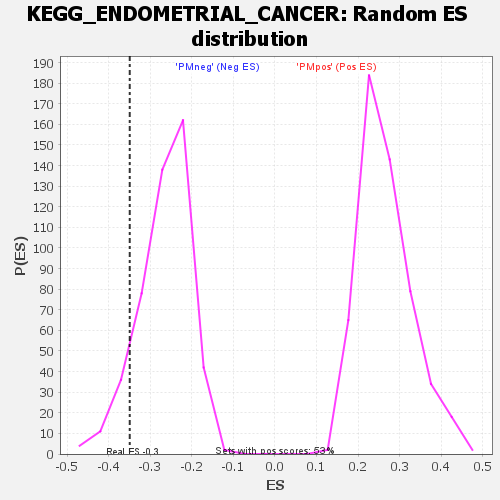 KEGG_ENDOMETRIAL_CANCER: Random ES
distribution
'PMneg' (Neg ES) 'PMpos' (Pos ES)
190
180
170
160
150
140
130
120
110
100
90
80
70
60
50
40
30
20
10
0
P(ES)
Real ES -0.3 Sets with pos scores: 53%
-0.5 -0.4 -0.3 -0.2 -0.1 0.0 0.1 0.2 0.3 0.4 0.5
ES